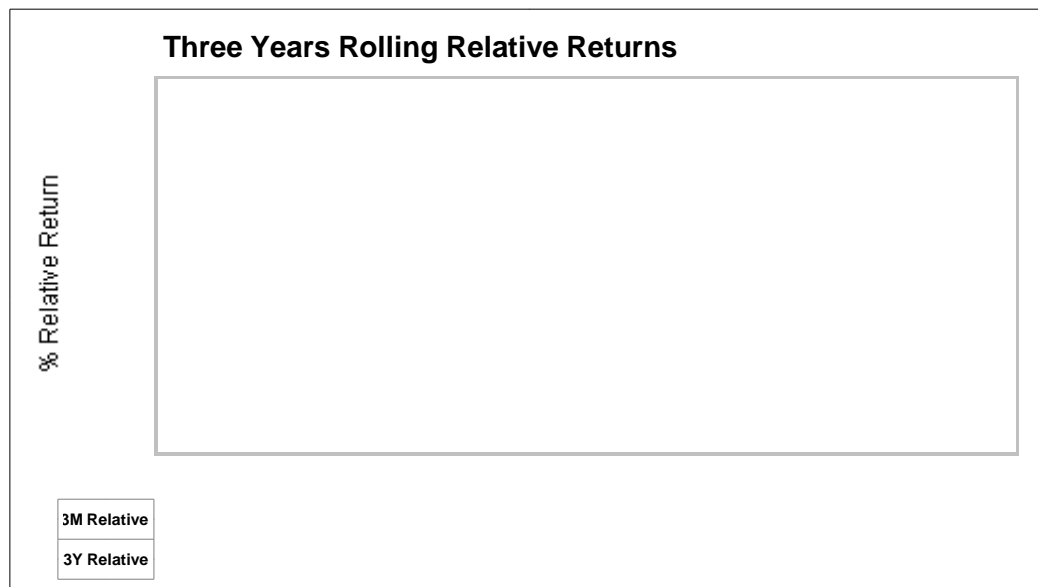 Three Years Rolling Relative Returns
% Relative Return
3M Relative
3Y Relative